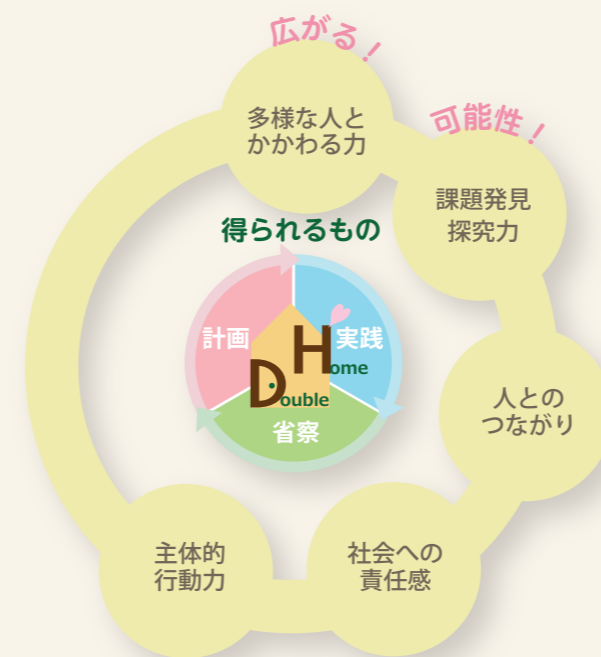 広がる！
可能性！
多様な人と
かかわる力
課題発見
探究力
得られるもの
計画
実践
Double
Home
省察
人との
つながり
主体的
行動力
社会への
責任感